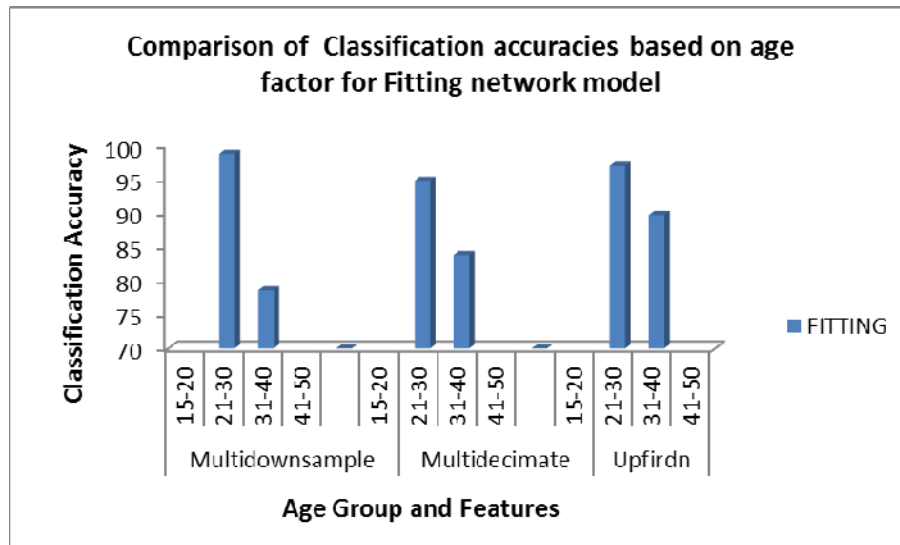 Comparison of Classification accuracies based on age
factor for Fitting network model
Classification Accuracy
100
95
90
85
80
75
70
15-20
21-30
31-40
41-50
15-20
21-30
31-40
41-50
15-20
21-30
31-40
41-50
Multidownsample
Multidecimate
Upfirdn
Age Group and Features
FITTING